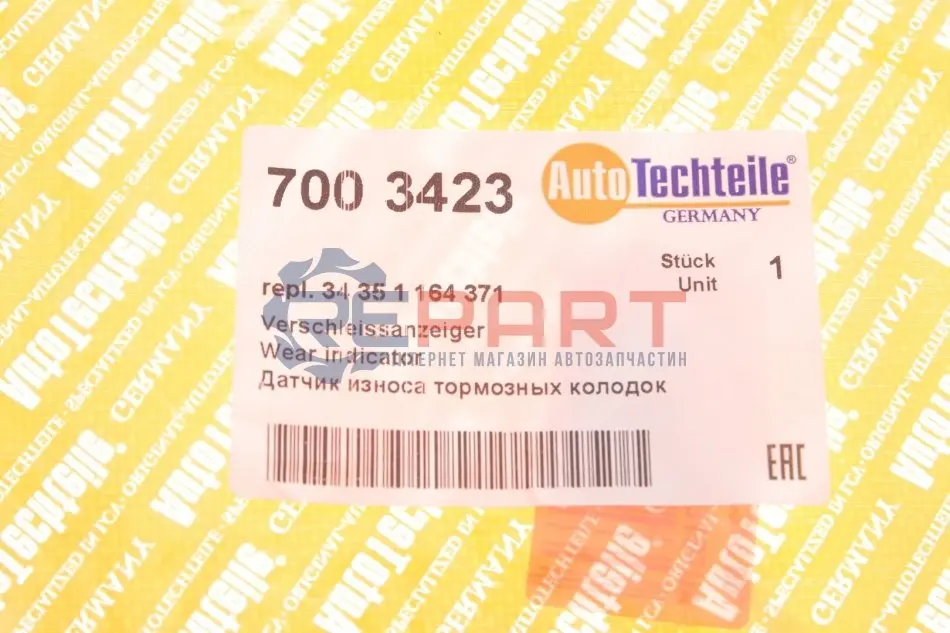 700 3423
AutoTechteile®
GERMANY
Stück 1
Unit
repl. 34 35 1 164 371
REPART
Verschleissanzeiger
Wear indicator
ИНТЕРНЕТ МАГАЗИН АВТОЗАПЧАСТИН
Датчик износа тормозных колодок
EAC